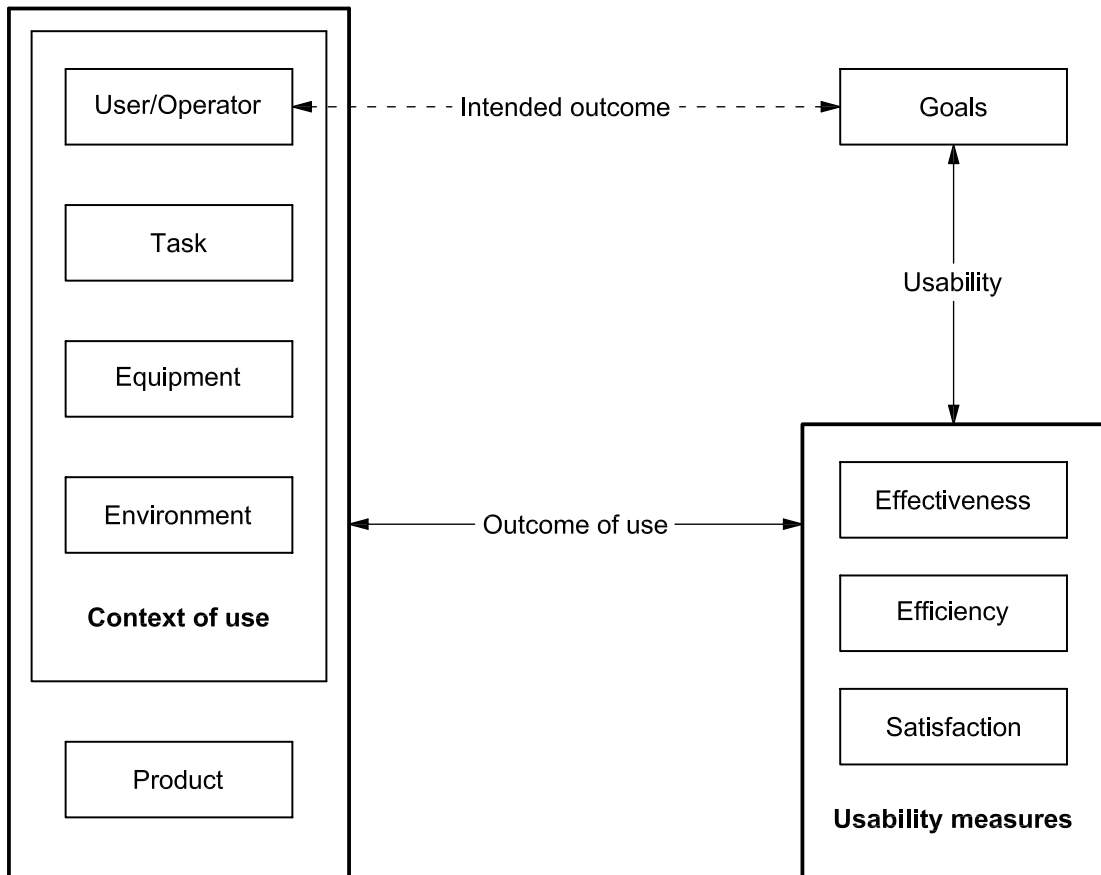 User/Operator
Intended outcome
Goals
Task
Usability
Equipment
Environment
Outcome of use
Effectiveness
Context of use
Efficiency
Satisfaction
Product
Usability measures